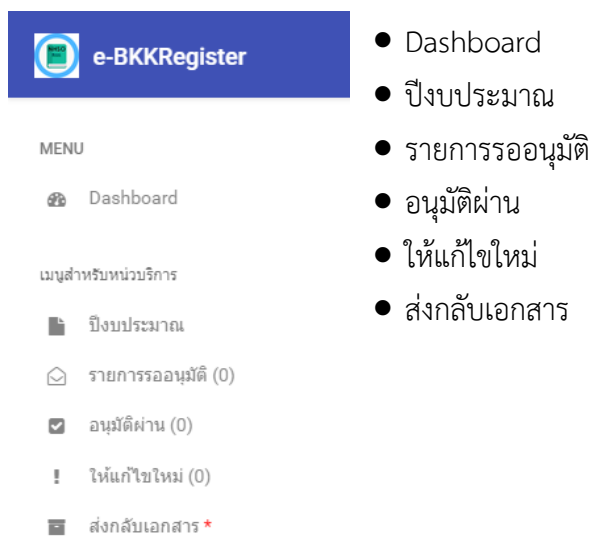 NHSO
e-BKKRegister
MENU
Dashboard
เมนูสำหรับหน่วบริการ
ปีงบประมาณ
รายการรออนุมัติ (0)
อนุมัติผ่าน (0)
ให้แก้ไขใหม่ (0)
ส่งกลับเอกสาร *
● Dashboard
● ปีงบประมาณ
● รายการรออนุมัติ
● อนุมัติผ่าน
● ให้แก้ไขใหม่
● ส่งกลับเอกสาร